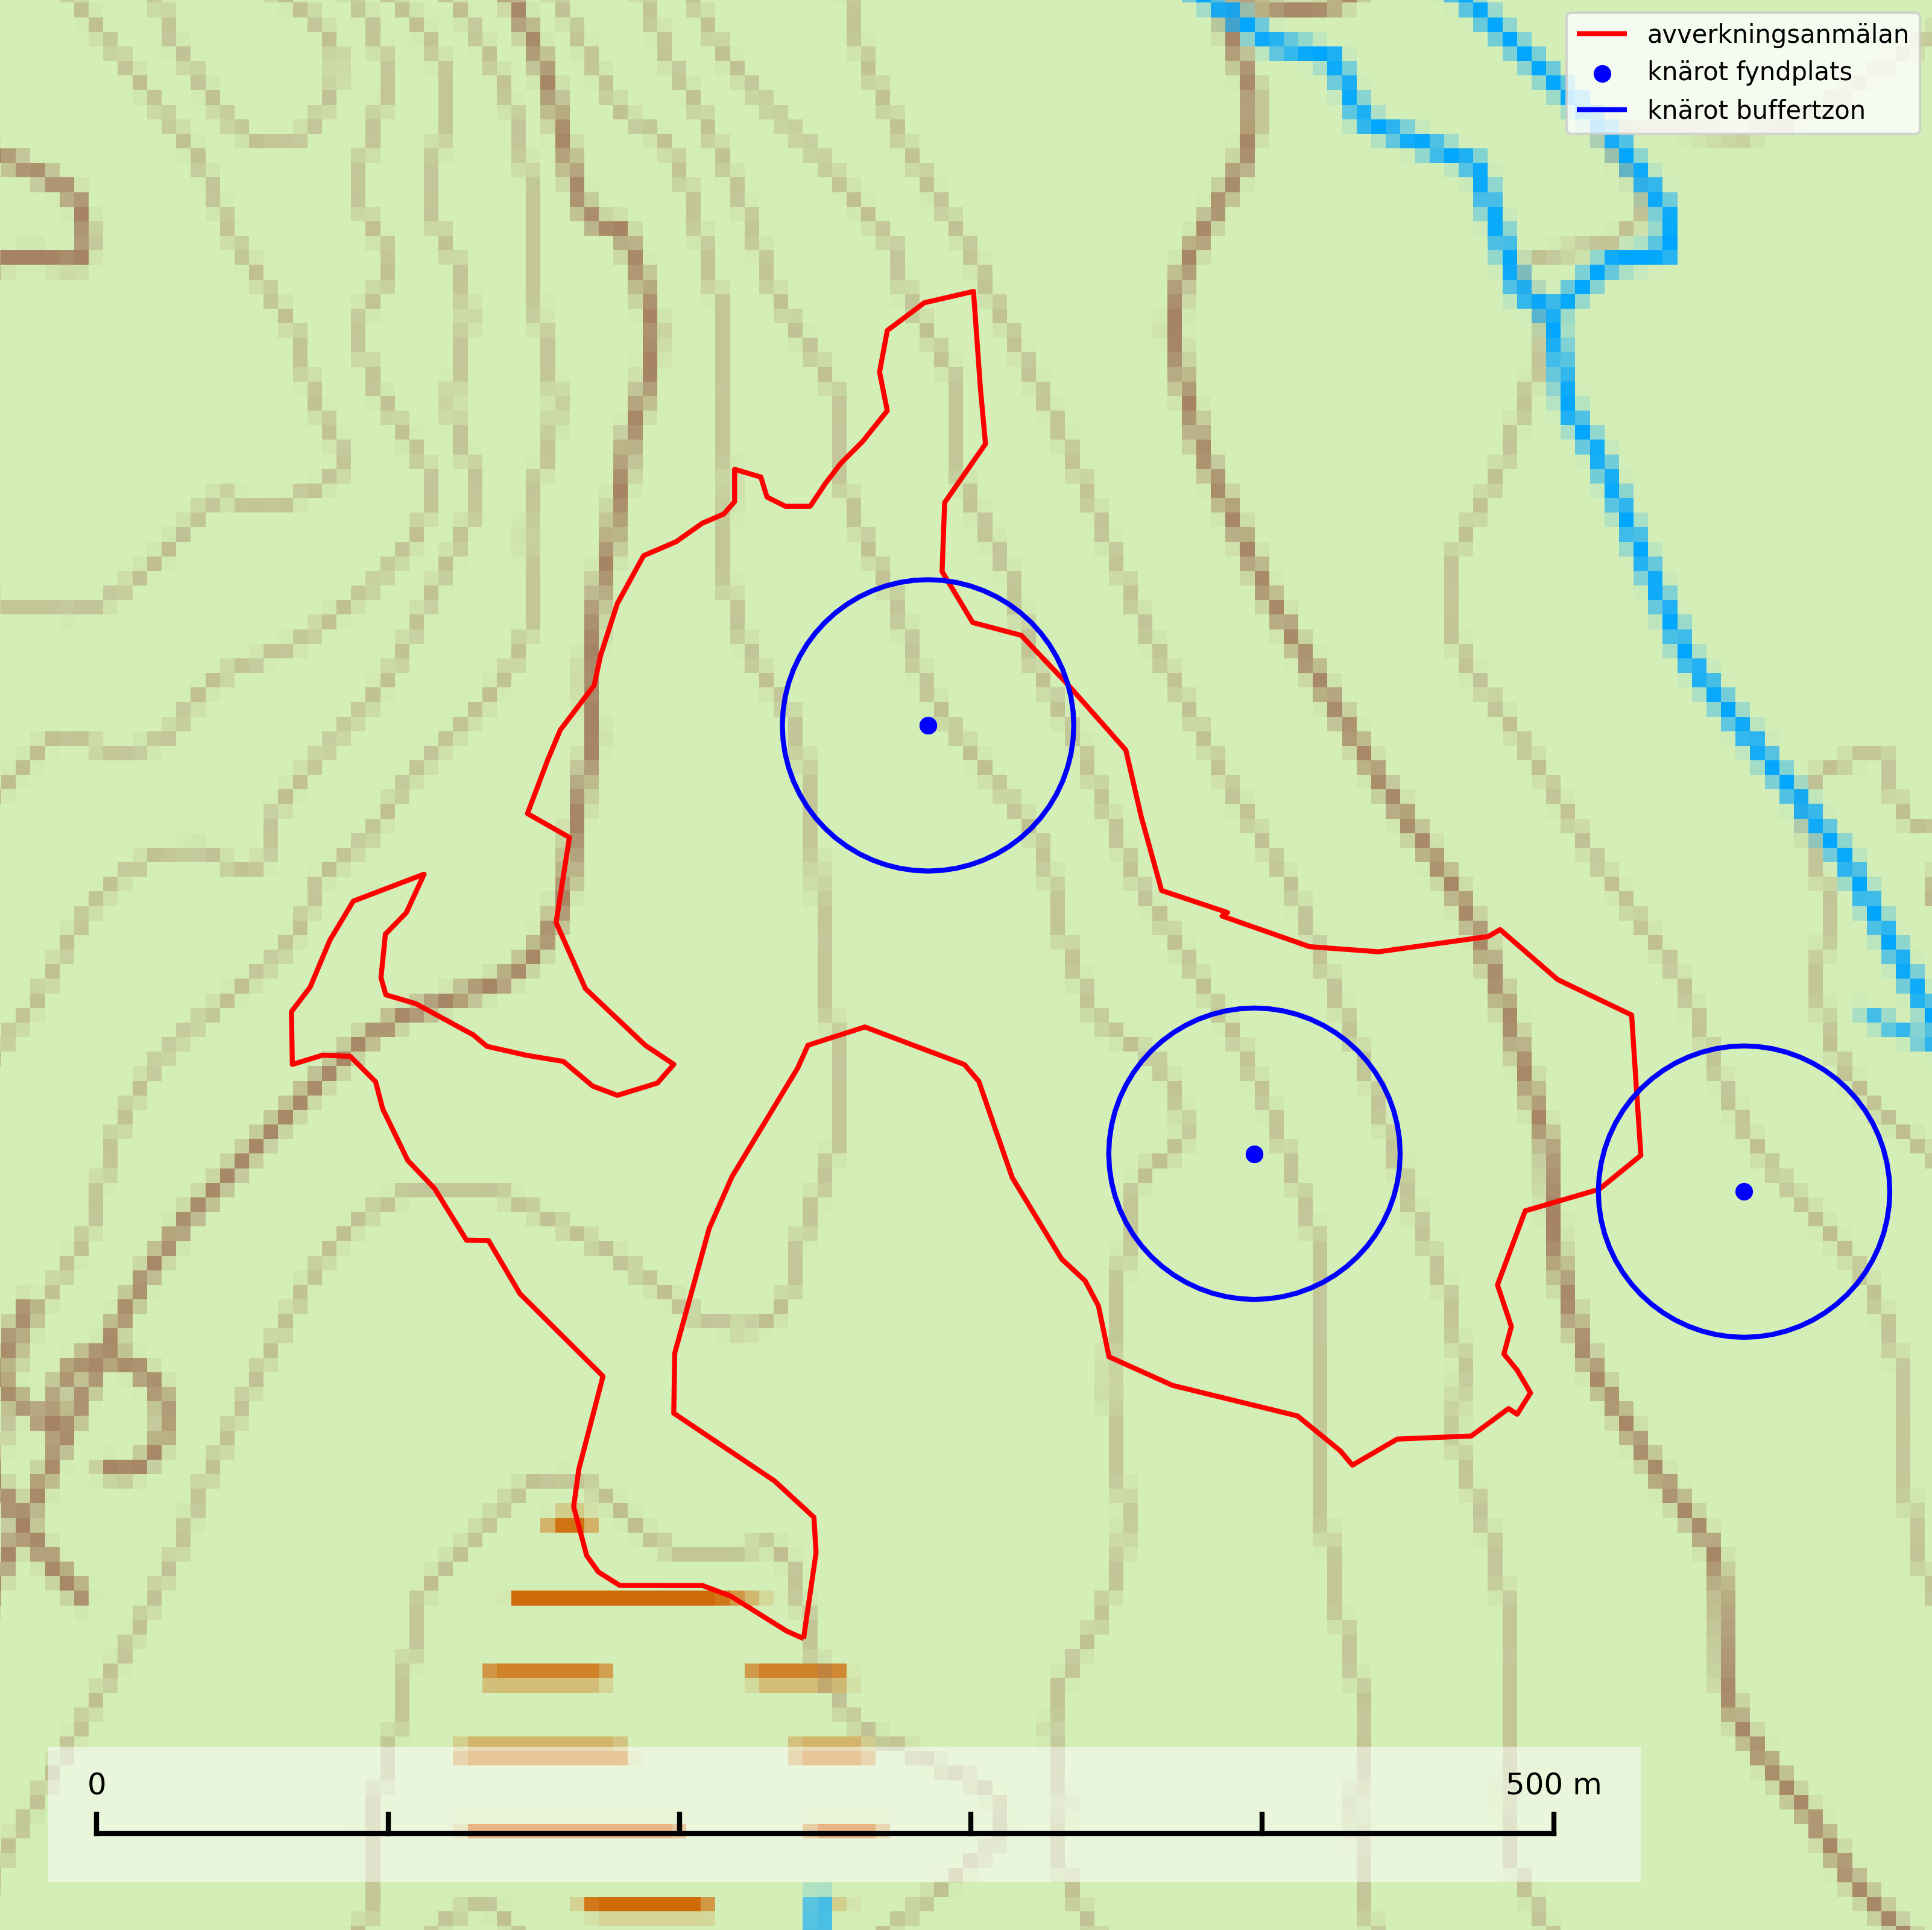 avverkningsanmälan
knärot fyndplats
knärot buffertzon
0
500 m